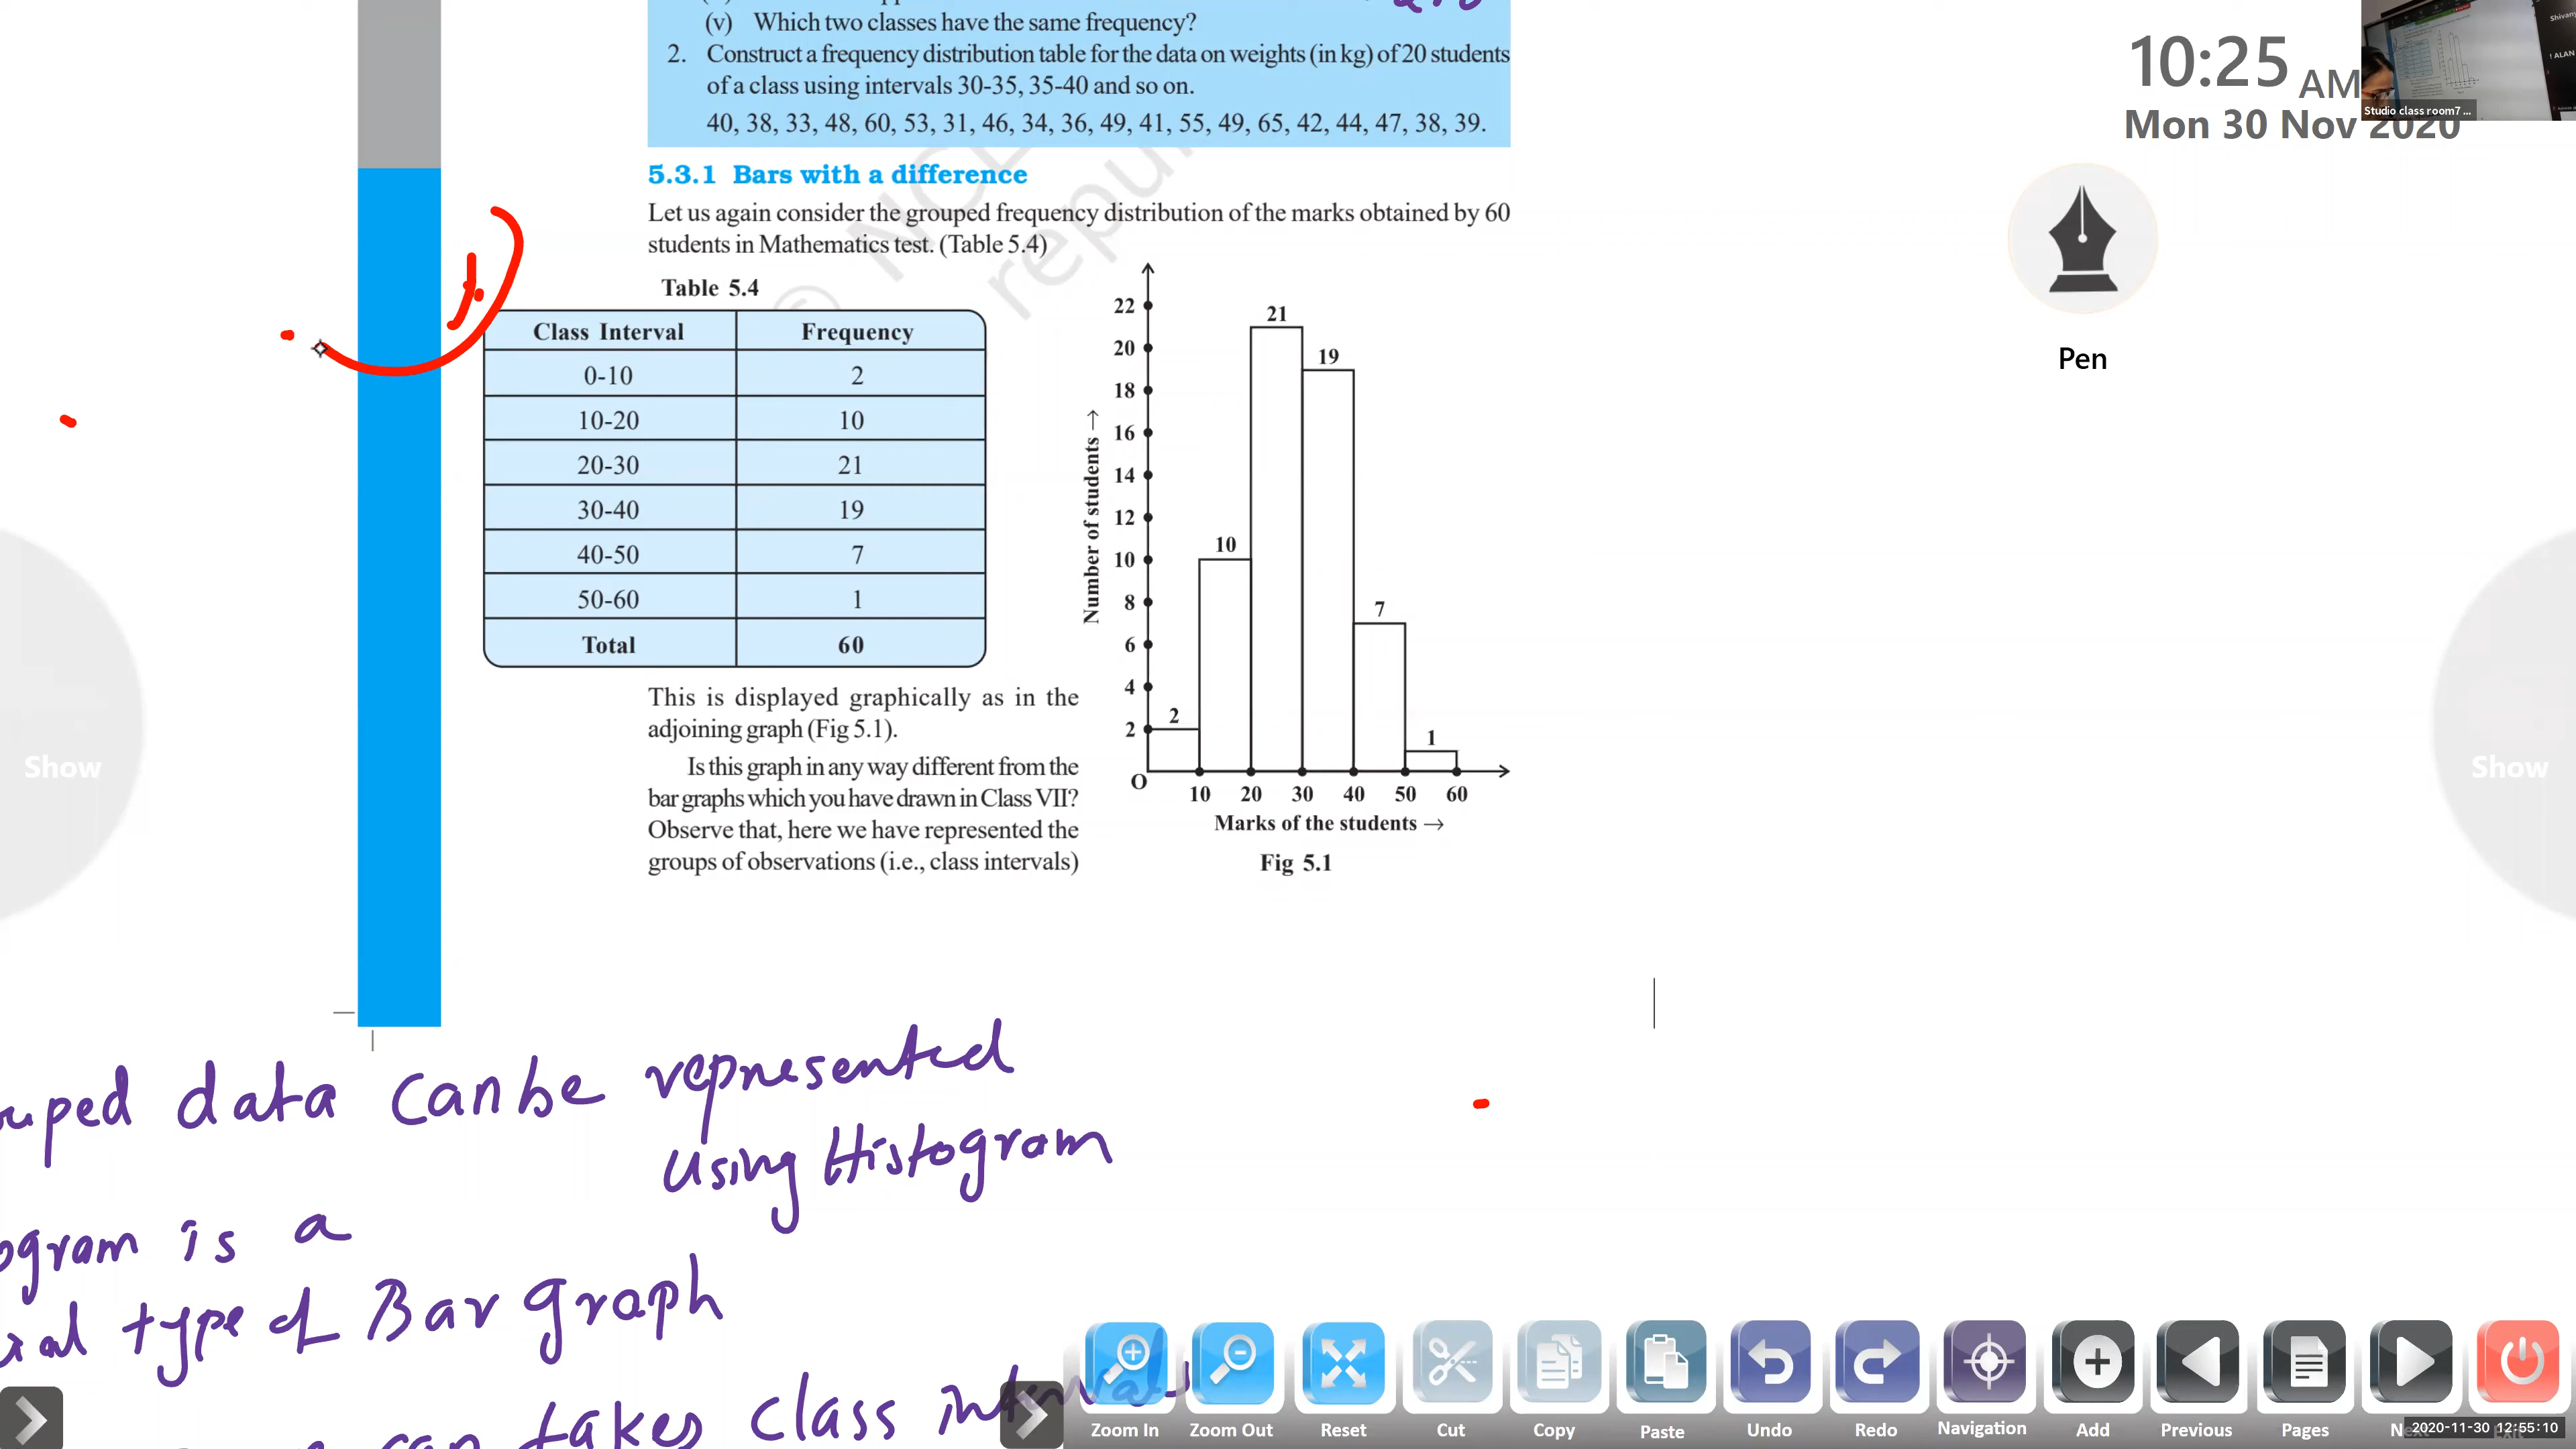 (v) Which two classes have the same frequency?
2. Construct a frequency distribution table for the data on weights (in kg) of 20 students
of a class using intervals 30-35, 35-40 and so on.
40, 38, 33, 48, 60, 53, 31, 46, 34, 36, 49, 41, 55, 49, 65, 42, 44, 47, 38, 39.
5.3.1 Bars with a difference
Let us again consider the grouped frequency distribution of the marks obtained by 60
students in Mathematics test. (Table 5.4)
Table 5.4
Class Interval Frequency
0-10 2
10-20 10
20-30 21
30-40 19
40-50 7
50-60 1
Total 60
This is displayed graphically as in the
adjoining graph (Fig 5.1).
Is this graph in any way different from the
bar graphs which you have drawn in Class VII?
Observe that, here we have represented the
groups of observations (i.e., class intervals)
Number of students →
22
20
18
16
14
12
10
8
6
4
2
2
10
21
19
7
1
O 10 20 30 40 50 60
Marks of the students →
Fig 5.1
data can be represented
using Histogram
is a
type of Bar graph
can takes class
10:25 AM
Mon 30 Nov 2020
Studio class room7 ...
Pen
Show
Show
Zoom In Zoom Out Reset Cut Copy Paste Undo Redo Navigation Add Previous Pages
2020-11-30 12:55:10